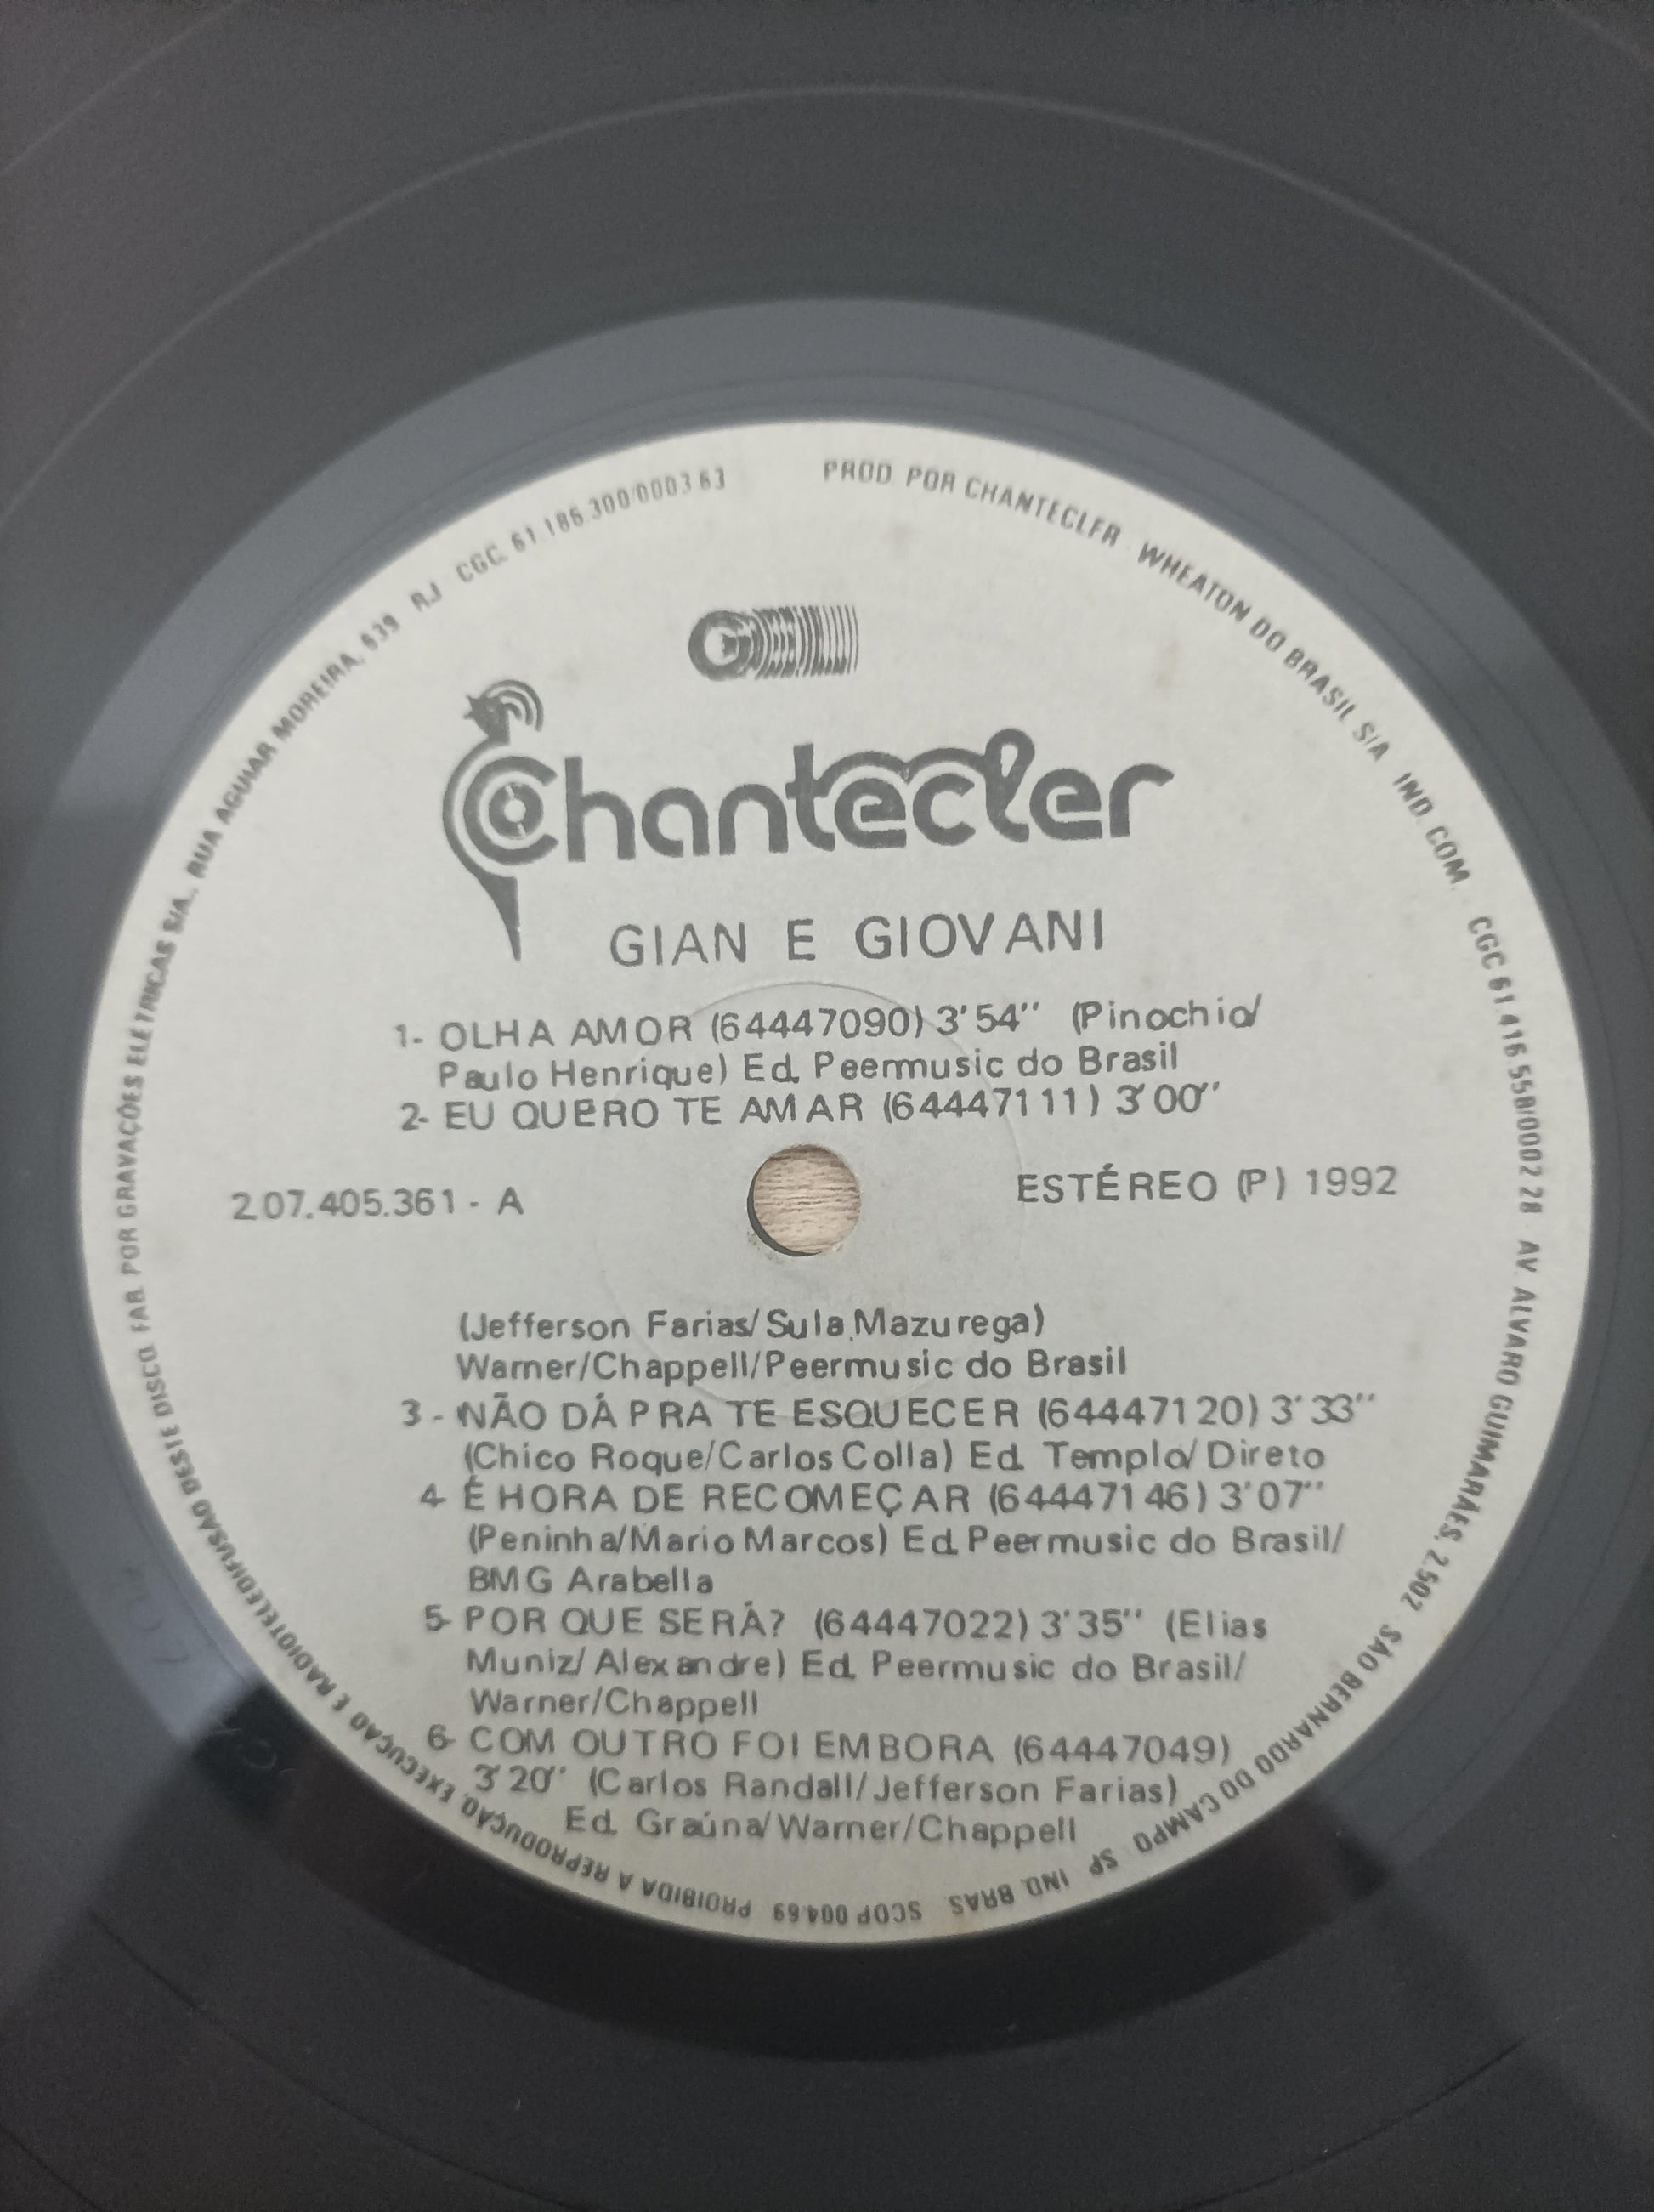 PROD. POR CHANTECLER WHEATON DO BRASIL S/A IND. COM. CGC 61.416.558/0002 28 AV. ALVARO GUIMARÃES, 2.502 SÃO BERNARDO DO CAMPO SP IND. BRAS. SCDP 004/69 PROIBIDA A REPRODUÇÃO, EXECUÇÃO E RADIOTELEDIFUSÃO DESTE DISCO. FAB. POR GRAVAÇÕES ELÉTRICAS S/A., RUA AGUIAR MOREIRA, 539 RJ CGC. 61.186.300/0003 63
Chantecler
GIAN E GIOVANI
1- OLHA AMOR (64447090) 3'54" (Pinochio/
Paulo Henrique) Ed. Peermusic do Brasil
2- EU QUERO TE AMAR (64447111) 3'00"
2.07.405.361 - A
ESTÉREO (P) 1992
(Jefferson Farias/Sula Mazurega)
Warner/Chappell/Peermusic do Brasil
3 - NÃO DÁ PRA TE ESQUECER (64447120) 3'33"
(Chico Roque/Carlos Colla) Ed. Templo/Direto
4- É HORA DE RECOMEÇAR (64447146) 3'07"
(Peninha/Mario Marcos) Ed. Peermusic do Brasil/
BMG Arabella
5- POR QUE SERÁ? (64447022) 3'35" (Elias
Muniz/Alexandre) Ed. Peermusic do Brasil/
Warner/Chappell
6- COM OUTRO FOI EMBORA (64447049)
3'20" (Carlos Randall/Jefferson Farias)
Ed. Graúna/Warner/Chappell